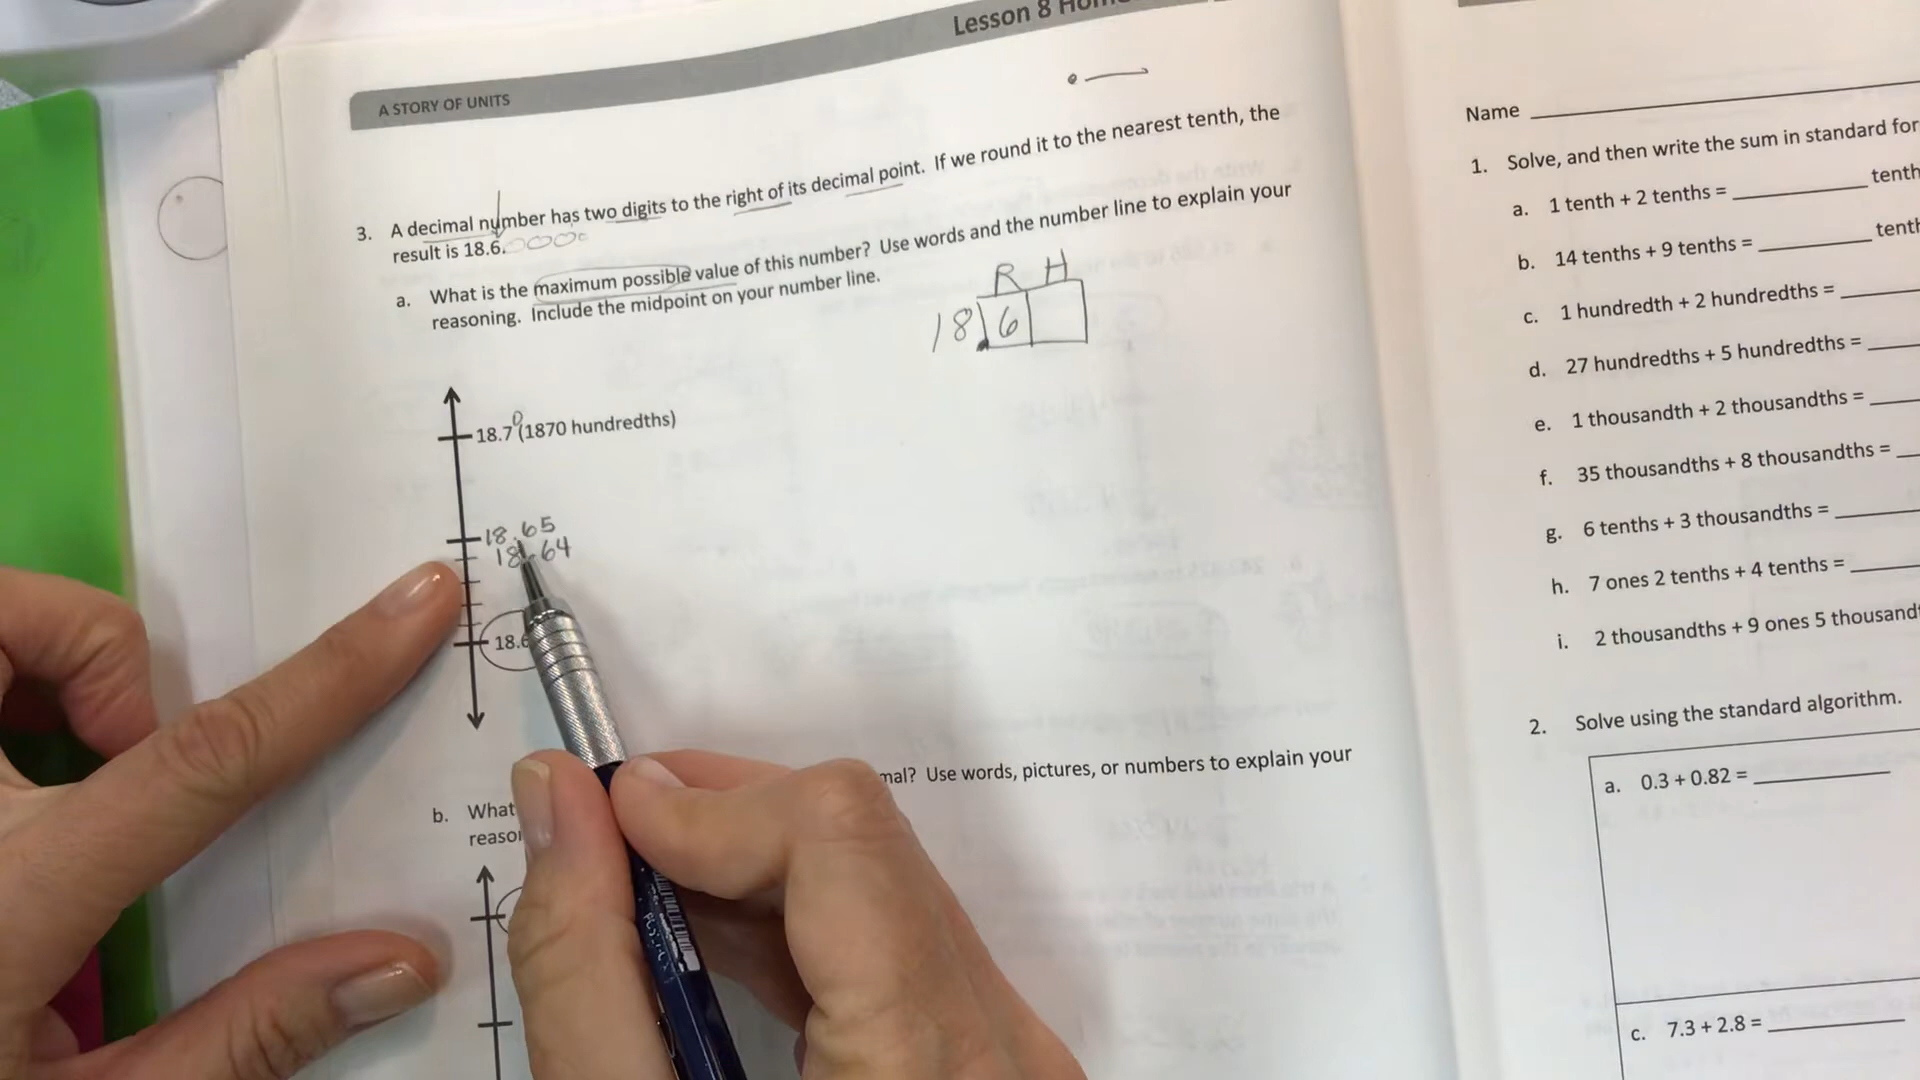 Lesson 8
A STORY OF UNITS
3. A decimal number has two digits to the right of its decimal point. If we round it to the nearest tenth, the
result is 18.6.
a. What is the maximum possible value of this number? Use words and the number line to explain your
reasoning. Include the midpoint on your number line.
R H
18.6
18.70 (1870 hundredths)
18.65
18.64
18.6
b. What
mal? Use words, pictures, or numbers to explain your
Name
1. Solve, and then write the sum in standard for
a. 1 tenth + 2 tenths = tenth
b. 14 tenths + 9 tenths = tenth
c. 1 hundredth + 2 hundredths =
d. 27 hundredths + 5 hundredths =
e. 1 thousandth + 2 thousandths =
f. 35 thousandths + 8 thousandths =
g. 6 tenths + 3 thousandths =
h. 7 ones 2 tenths + 4 tenths =
i. 2 thousandths + 9 ones 5 thousand
2. Solve using the standard algorithm.
a. 0.3 + 0.82 =
c. 7.3 + 2.8 =